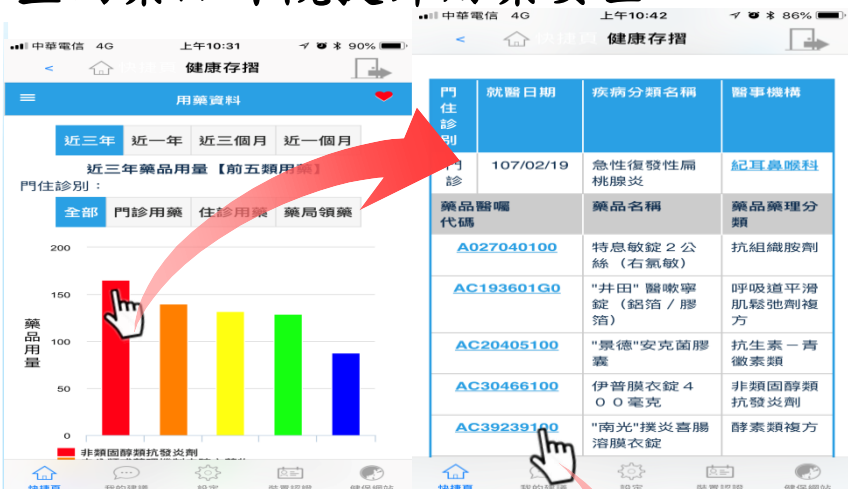 中華電信 4G 上午10:31 90%
< 健康存摺
用藥資料
近三年 近一年 近三個月 近一個月
近三年藥品用量【前五類用藥】
門住診別：
全部 門診用藥 住診用藥 藥局領藥
200
150
100
50
0
藥品用量
非類固醇類抗發炎劑
中華電信 4G 上午10:42 86%
< 健康存摺
門住診別 就醫日期 疾病分類名稱 醫事機構
門診 107/02/19 急性復發性扁桃腺炎 紀耳鼻喉科
藥品醫囑代碼 藥品名稱 藥品藥理分類
A027040100 特息敏錠２公絲（右氯敏） 抗組織胺劑
AC193601G0 "井田" 醫嗽寧錠（鋁箔／膠箔） 呼吸道平滑肌鬆弛劑複方
AC20405100 "景德"安克菌膠囊 抗生素－青黴素類
AC30466100 伊普膜衣錠４００毫克 非類固醇類抗發炎劑
AC39239100 "南光"撲炎喜腸溶膜衣錠 酵素類複方